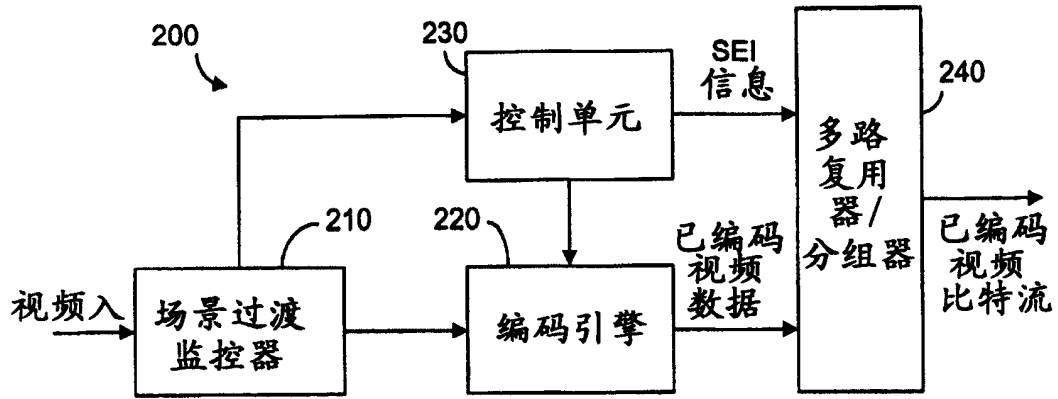 200
230
控制单元
SEI
信息
240
多路
复用
器/
分组器
210
220
视频入
场景过渡
监控器
编码引擎
已编码
视频
数据
已编码
视频
比特流